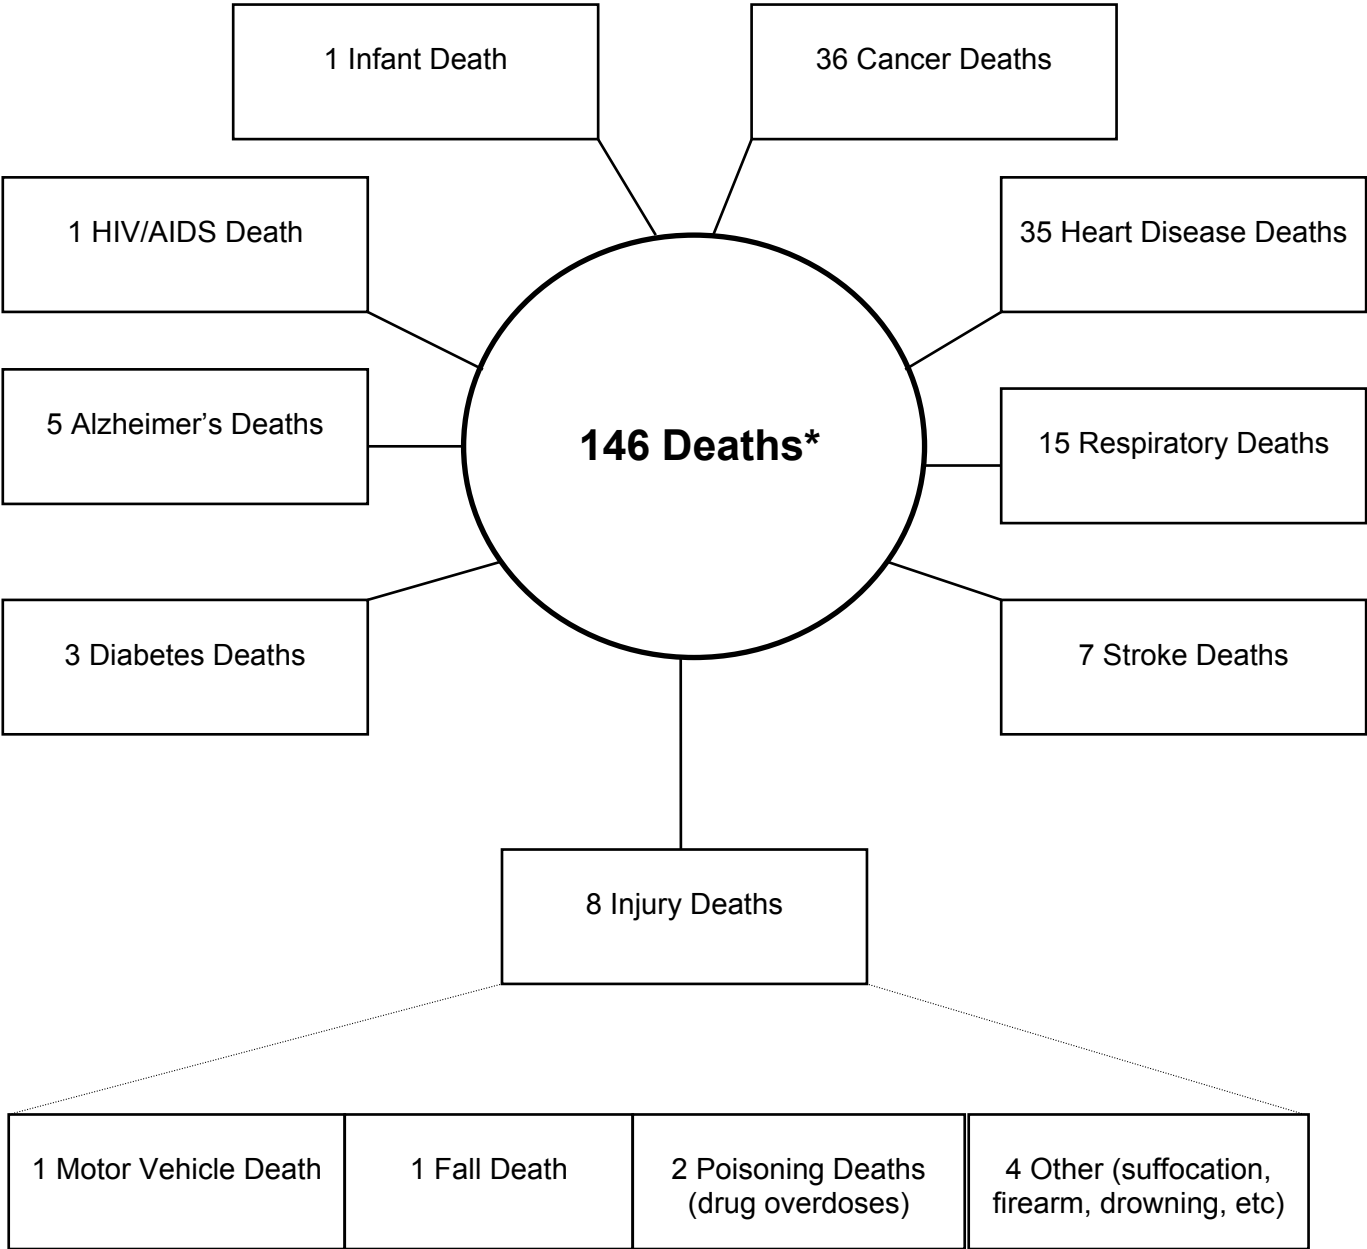 1 Infant Death
36 Cancer Deaths
1 HIV/AIDS Death
35 Heart Disease Deaths
5 Alzheimer’s Deaths
146 Deaths*
15 Respiratory Deaths
3 Diabetes Deaths
7 Stroke Deaths
8 Injury Deaths
1 Motor Vehicle Death
1 Fall Death
2 Poisoning Deaths
(drug overdoses)
4 Other (suffocation,
firearm, drowning, etc)